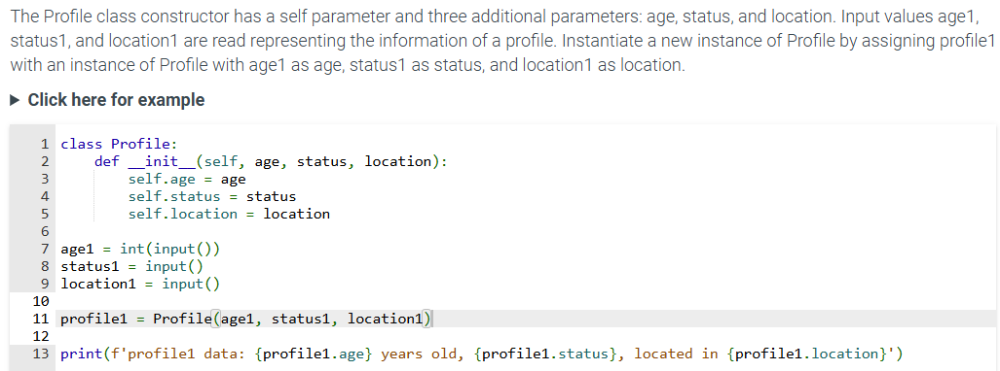 The Profile class constructor has a self parameter and three additional parameters: age, status, and location. Input values age1,
status1, and location1 are read representing the information of a profile. Instantiate a new instance of Profile by assigning profile1
with an instance of Profile with age1 as age, status1 as status, and location1 as location.
▶ Click here for example
1 class Profile:
2     def __init__(self, age, status, location):
3         self.age = age
4         self.status = status
5         self.location = location
6
7 age1 = int(input())
8 status1 = input()
9 location1 = input()
10
11 profile1 = Profile(age1, status1, location1)
12
13 print(f'profile1 data: {profile1.age} years old, {profile1.status}, located in {profile1.location}')